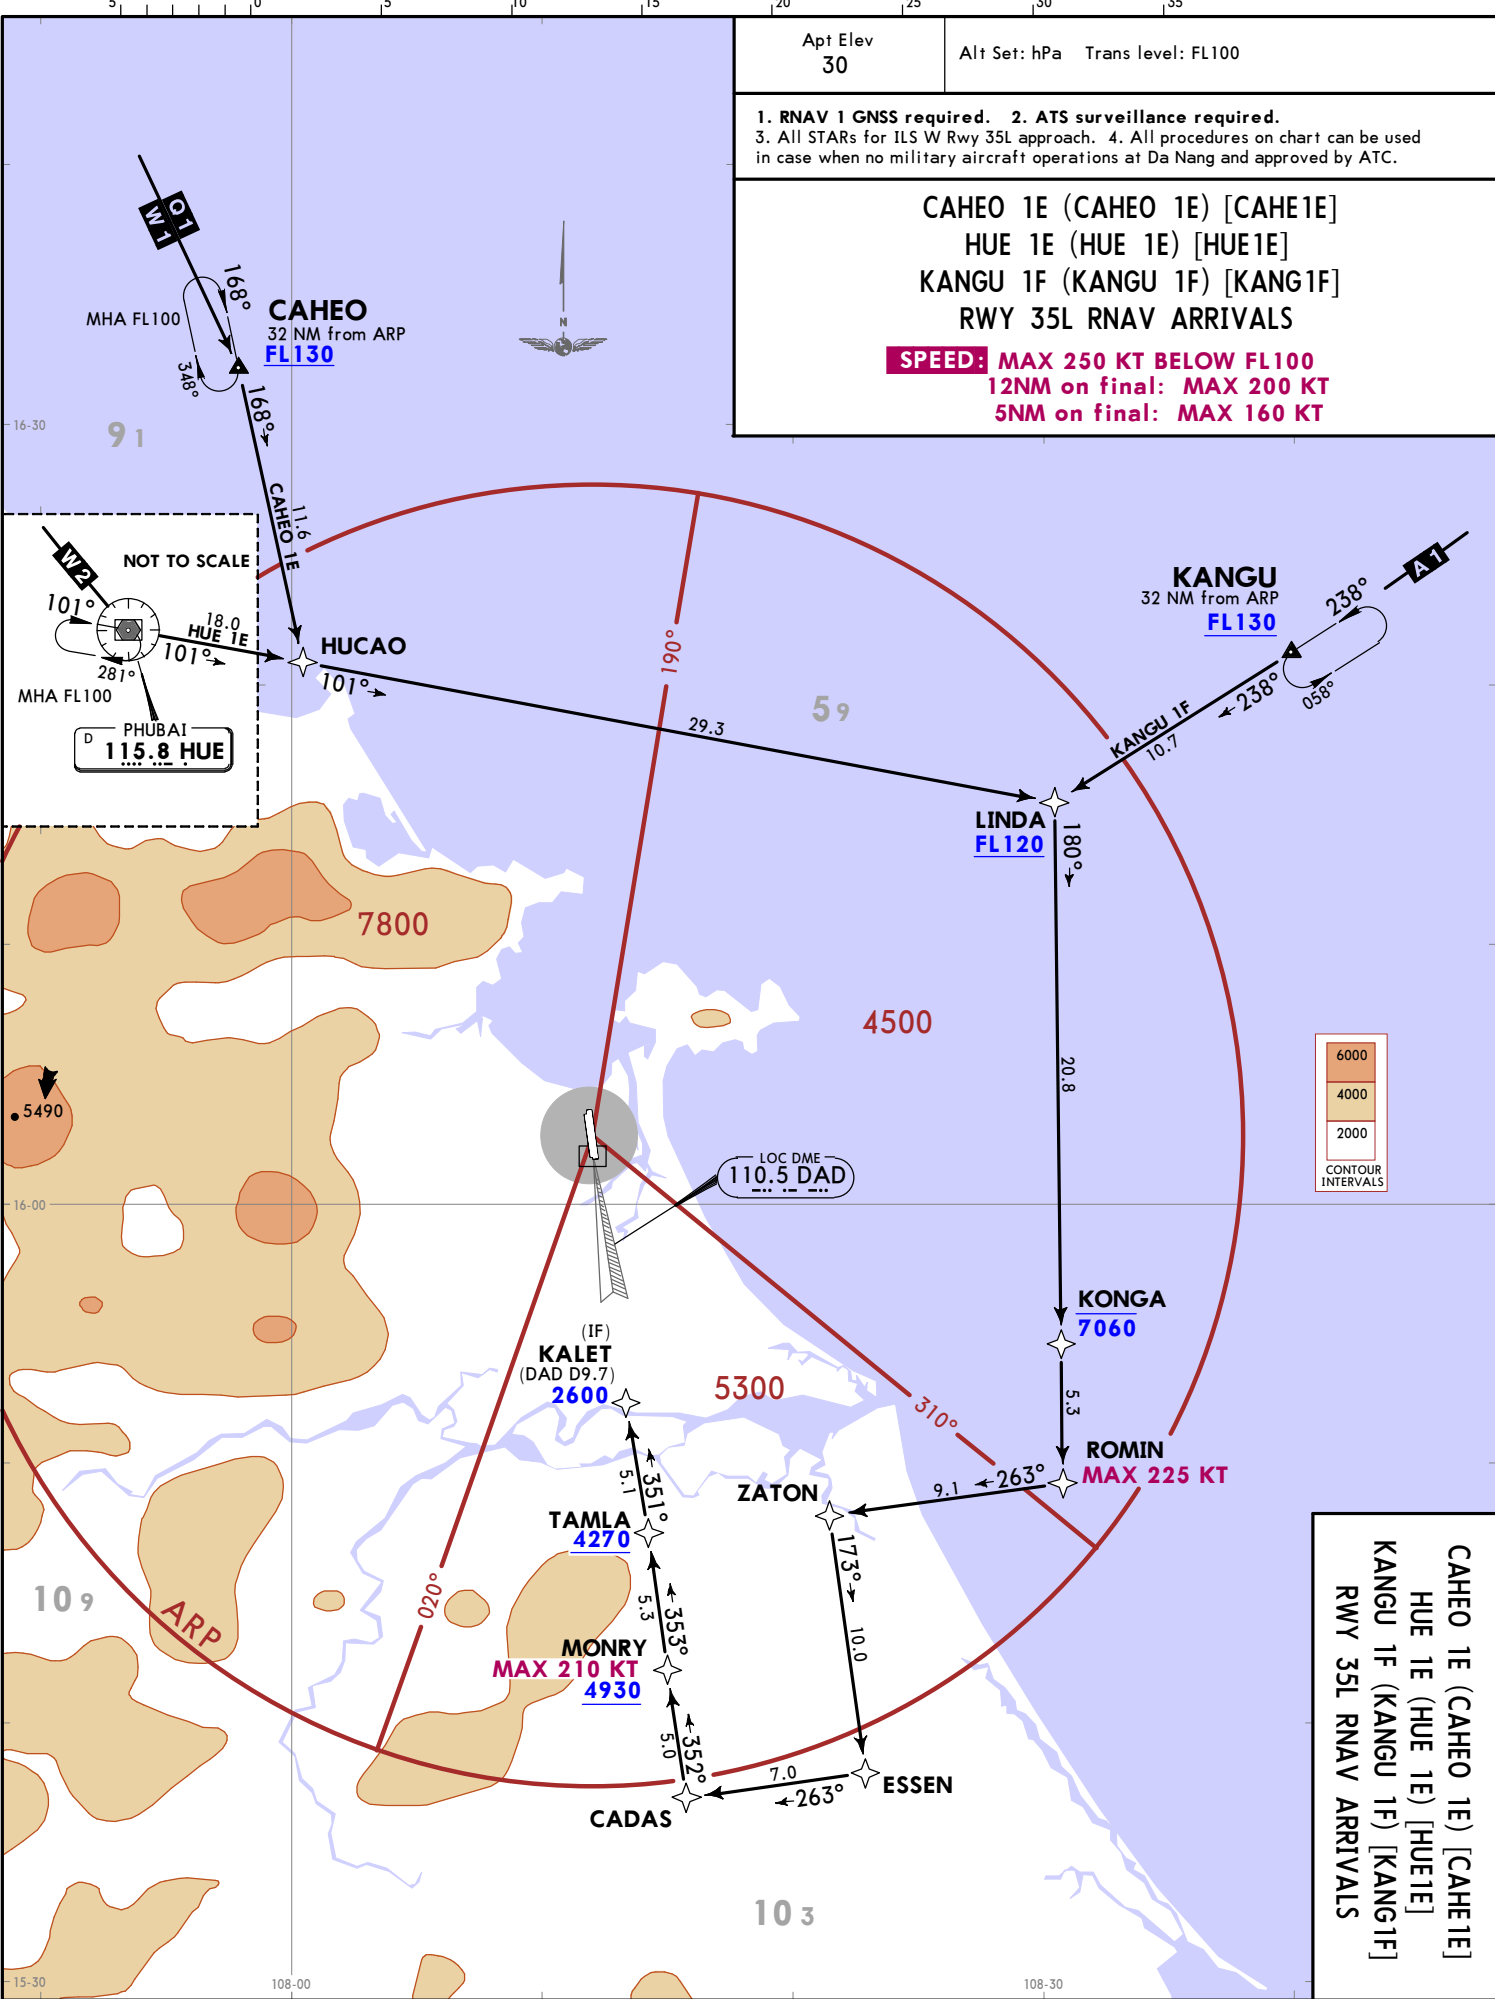 5 0 5 10 15 20 25 30 35
Apt Elev
30
Alt Set: hPa Trans level: FL100
1. RNAV 1 GNSS required. 2. ATS surveillance required.
3. All STARs for ILS W Rwy 35L approach. 4. All procedures on chart can be used
in case when no military aircraft operations at Da Nang and approved by ATC.
CAHEO 1E (CAHEO 1E) [CAHE1E]
HUE 1E (HUE 1E) [HUE1E]
KANGU 1F (KANGU 1F) [KANG1F]
RWY 35L RNAV ARRIVALS
SPEED: MAX 250 KT BELOW FL100
12NM on final: MAX 200 KT
5NM on final: MAX 160 KT
Q1
W1
168°
MHA FL100
348°
CAHEO
32 NM from ARP
FL130
168°
N
16-30
91
11.6
CAHEO 1E
NOT TO SCALE
W2
101°
18.0
HUE 1E
101°
281°
MHA FL100
PHUBAI
D 115.8 HUE
HUCAO
101°
29.3
190°
59
A1
KANGU
32 NM from ARP
FL130
238°
058°
238°
KANGU 1F
10.7
LINDA
FL120
180°
7800
4500
20.8
6000
4000
2000
CONTOUR
INTERVALS
5490
LOC DME
110.5 DAD
16-00
KONGA
7060
(IF)
KALET
(DAD D9.7)
2600
5300
310°
5.3
ROMIN
MAX 225 KT
263°
9.1
ZATON
351°
5.1
TAMLA
4270
173°
10.0
109
ARP
020°
353°
5.3
MONRY
MAX 210 KT
4930
352°
5.0
7.0
263°
ESSEN
CADAS
103
CAHEO 1E (CAHEO 1E) [CAHE1E]
HUE 1E (HUE 1E) [HUE1E]
KANGU 1F (KANGU 1F) [KANG1F]
RWY 35L RNAV ARRIVALS
15-30
108-00
108-30